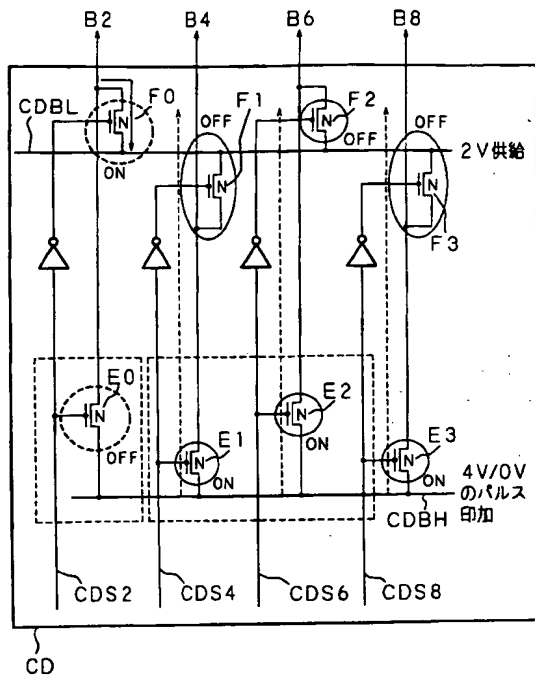 B2 B4 B6 B8
CDBL
N F0 F1 OFF N F2 OFF
ON OFF 2V供給
N N
F3
E0 E2
N N
E1 ON E3
OFF N N 4V/0V
ON ON のパルス
CDBH 印加
CDS2 CDS4 CDS6 CDS8
CD